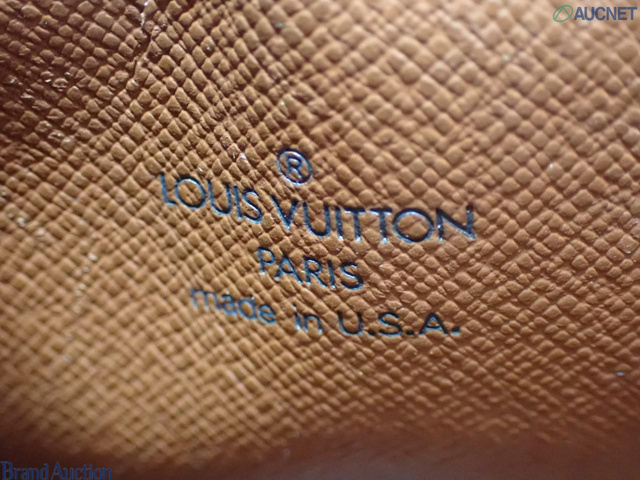 AUCNET
®
LOUIS VUITTON
PARIS
made in U.S.A.
Brand Auction